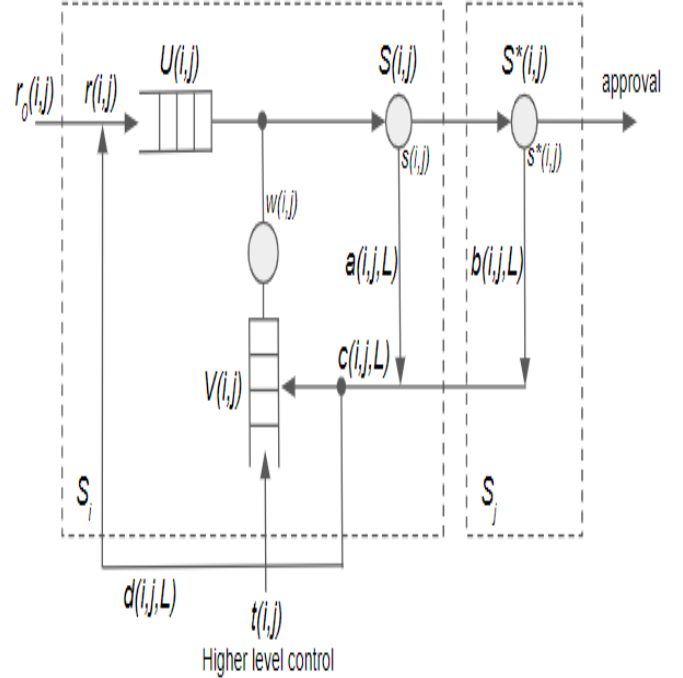 U(i,j)
S(i,j)
S*(i,j)
r₀(i,j)
r(i,j)
approval
s(i,j)
s*(i,j)
w(i,j)
a(i,j,L)
b(i,j,L)
c(i,j,L)
V(i,j)
Sᵢ
Sⱼ
d(i,j,L)
t(i,j)
Higher level control